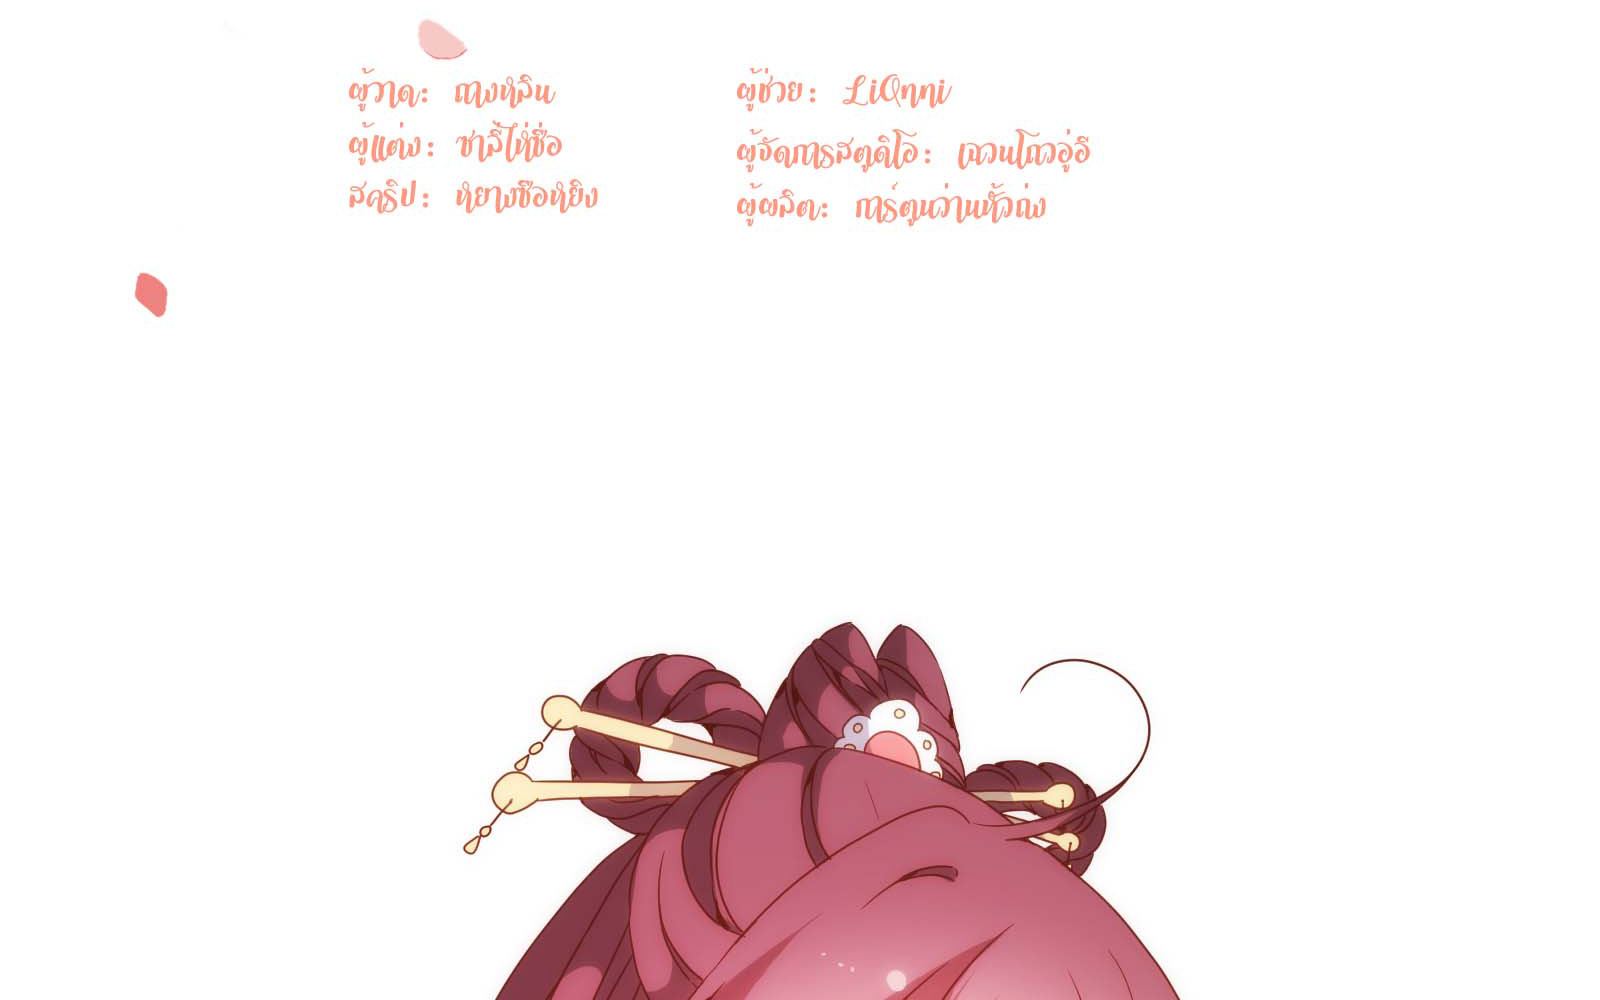 ผู้วาด: ถางหลิน
ผู้แต่ง: ซาลี้ไห่ชื่อ
สคริป: หยางซือหยิง
ผู้ช่วย: LiQnni
ผู้จัดการสตูดิโอ: เฉวนโถวอู่อี
ผู้ผลิต: การ์ตูนว่านหั้วถ่ง